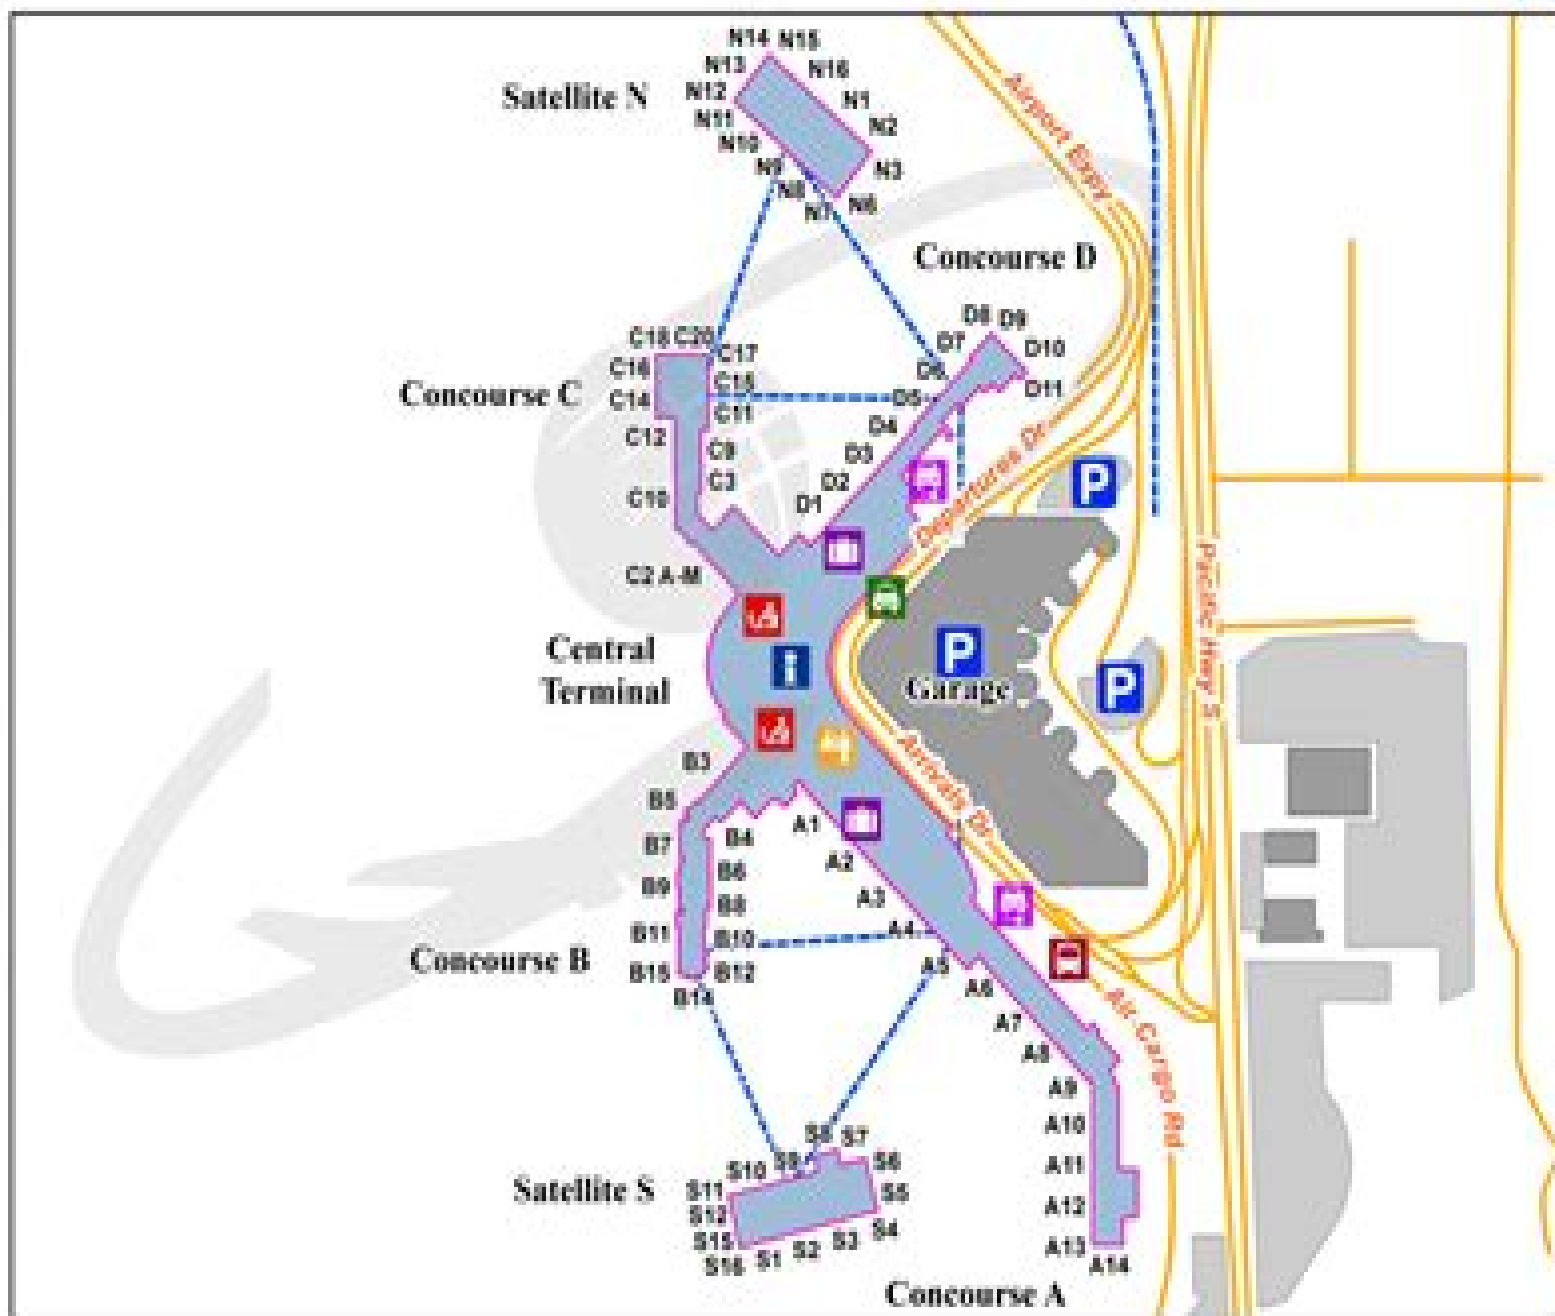 N14 N15
N13
N16
N12
Satellite N
N1
N11
N2
N10
N9
N3
N8
N7
N6
Airport Expy
Concourse D
D8 D9
D7
D10
D6
D11
D5
D4
D3
D2
D1
C18 C20
C17
C16
C15
C14
C11
Concourse C
C12
C9
C3
C10
C2 A-M
Departures Dr
P
P
P
Garage
Pacific Hwy S
Central
Terminal
Arrivals Dr
B3
B5
B4
B7
B6
B9
B8
B11
B10
B15
B12
B14
Concourse B
A1
A2
A3
A4
A5
A6
A7
A8
A9
A10
A11
A12
A13
A14
Air Cargo Rd
S8
S7
S9
S6
S10
S11
S5
S12
S4
S15
S3
S16
S1
S2
Satellite S
Concourse A